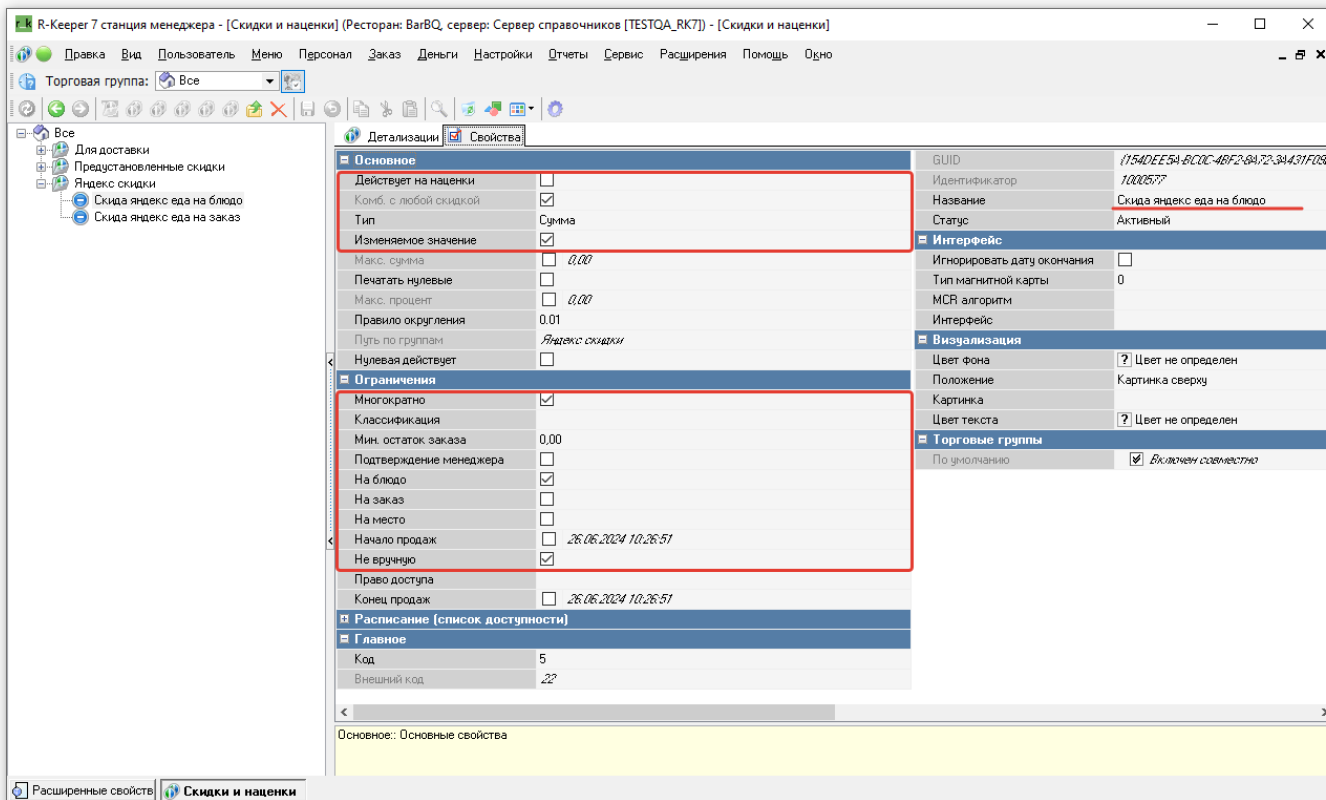 R-Keeper 7 станция менеджера - [Скидки и наценки] (Ресторан: BarBQ, сервер: Сервер справочников [TESTQA_RK7]) - [Скидки и наценки]
Правка Вид Пользователь Меню Персонал Заказ Деньги Настройки Отчеты Сервис Расширения Помощь Окно
Торговая группа: Все
Все
Для доставки
Предустановленные скидки
Яндекс скидки
Скида яндекс еда на блюдо
Скида яндекс еда на заказ
Детализации Свойства
Основное
Действует на наценки
Комб. с любой скидкой
Тип Сумма
Изменяемое значение
Макс. сумма 0,00
Печатать нулевые
Макс. процент 0,00
Правило округления 0.01
Путь по группам Яндекс скидки
Нулевая действует
Ограничения
Многократно
Классификация
Мин. остаток заказа 0,00
Подтверждение менеджера
На блюдо
На заказ
На место
Начало продаж 26.06.2024 10:26:51
Не вручную
Право доступа
Конец продаж 26.06.2024 10:26:51
Расписание (список доступности)
Главное
Код 5
Внешний код 22
GUID {154DEE5A-BC0C-4BF2-8A72-3A431F05
Идентификатор 1000577
Название Скида яндекс еда на блюдо
Статус Активный
Интерфейс
Игнорировать дату окончания
Тип магнитной карты 0
MCR алгоритм
Интерфейс
Визуализация
Цвет фона ? Цвет не определен
Положение Картинка сверху
Картинка
Цвет текста ? Цвет не определен
Торговые группы
По умолчанию Включен совместно
Основное:: Основные свойства
Расширенные свойств Скидки и наценки